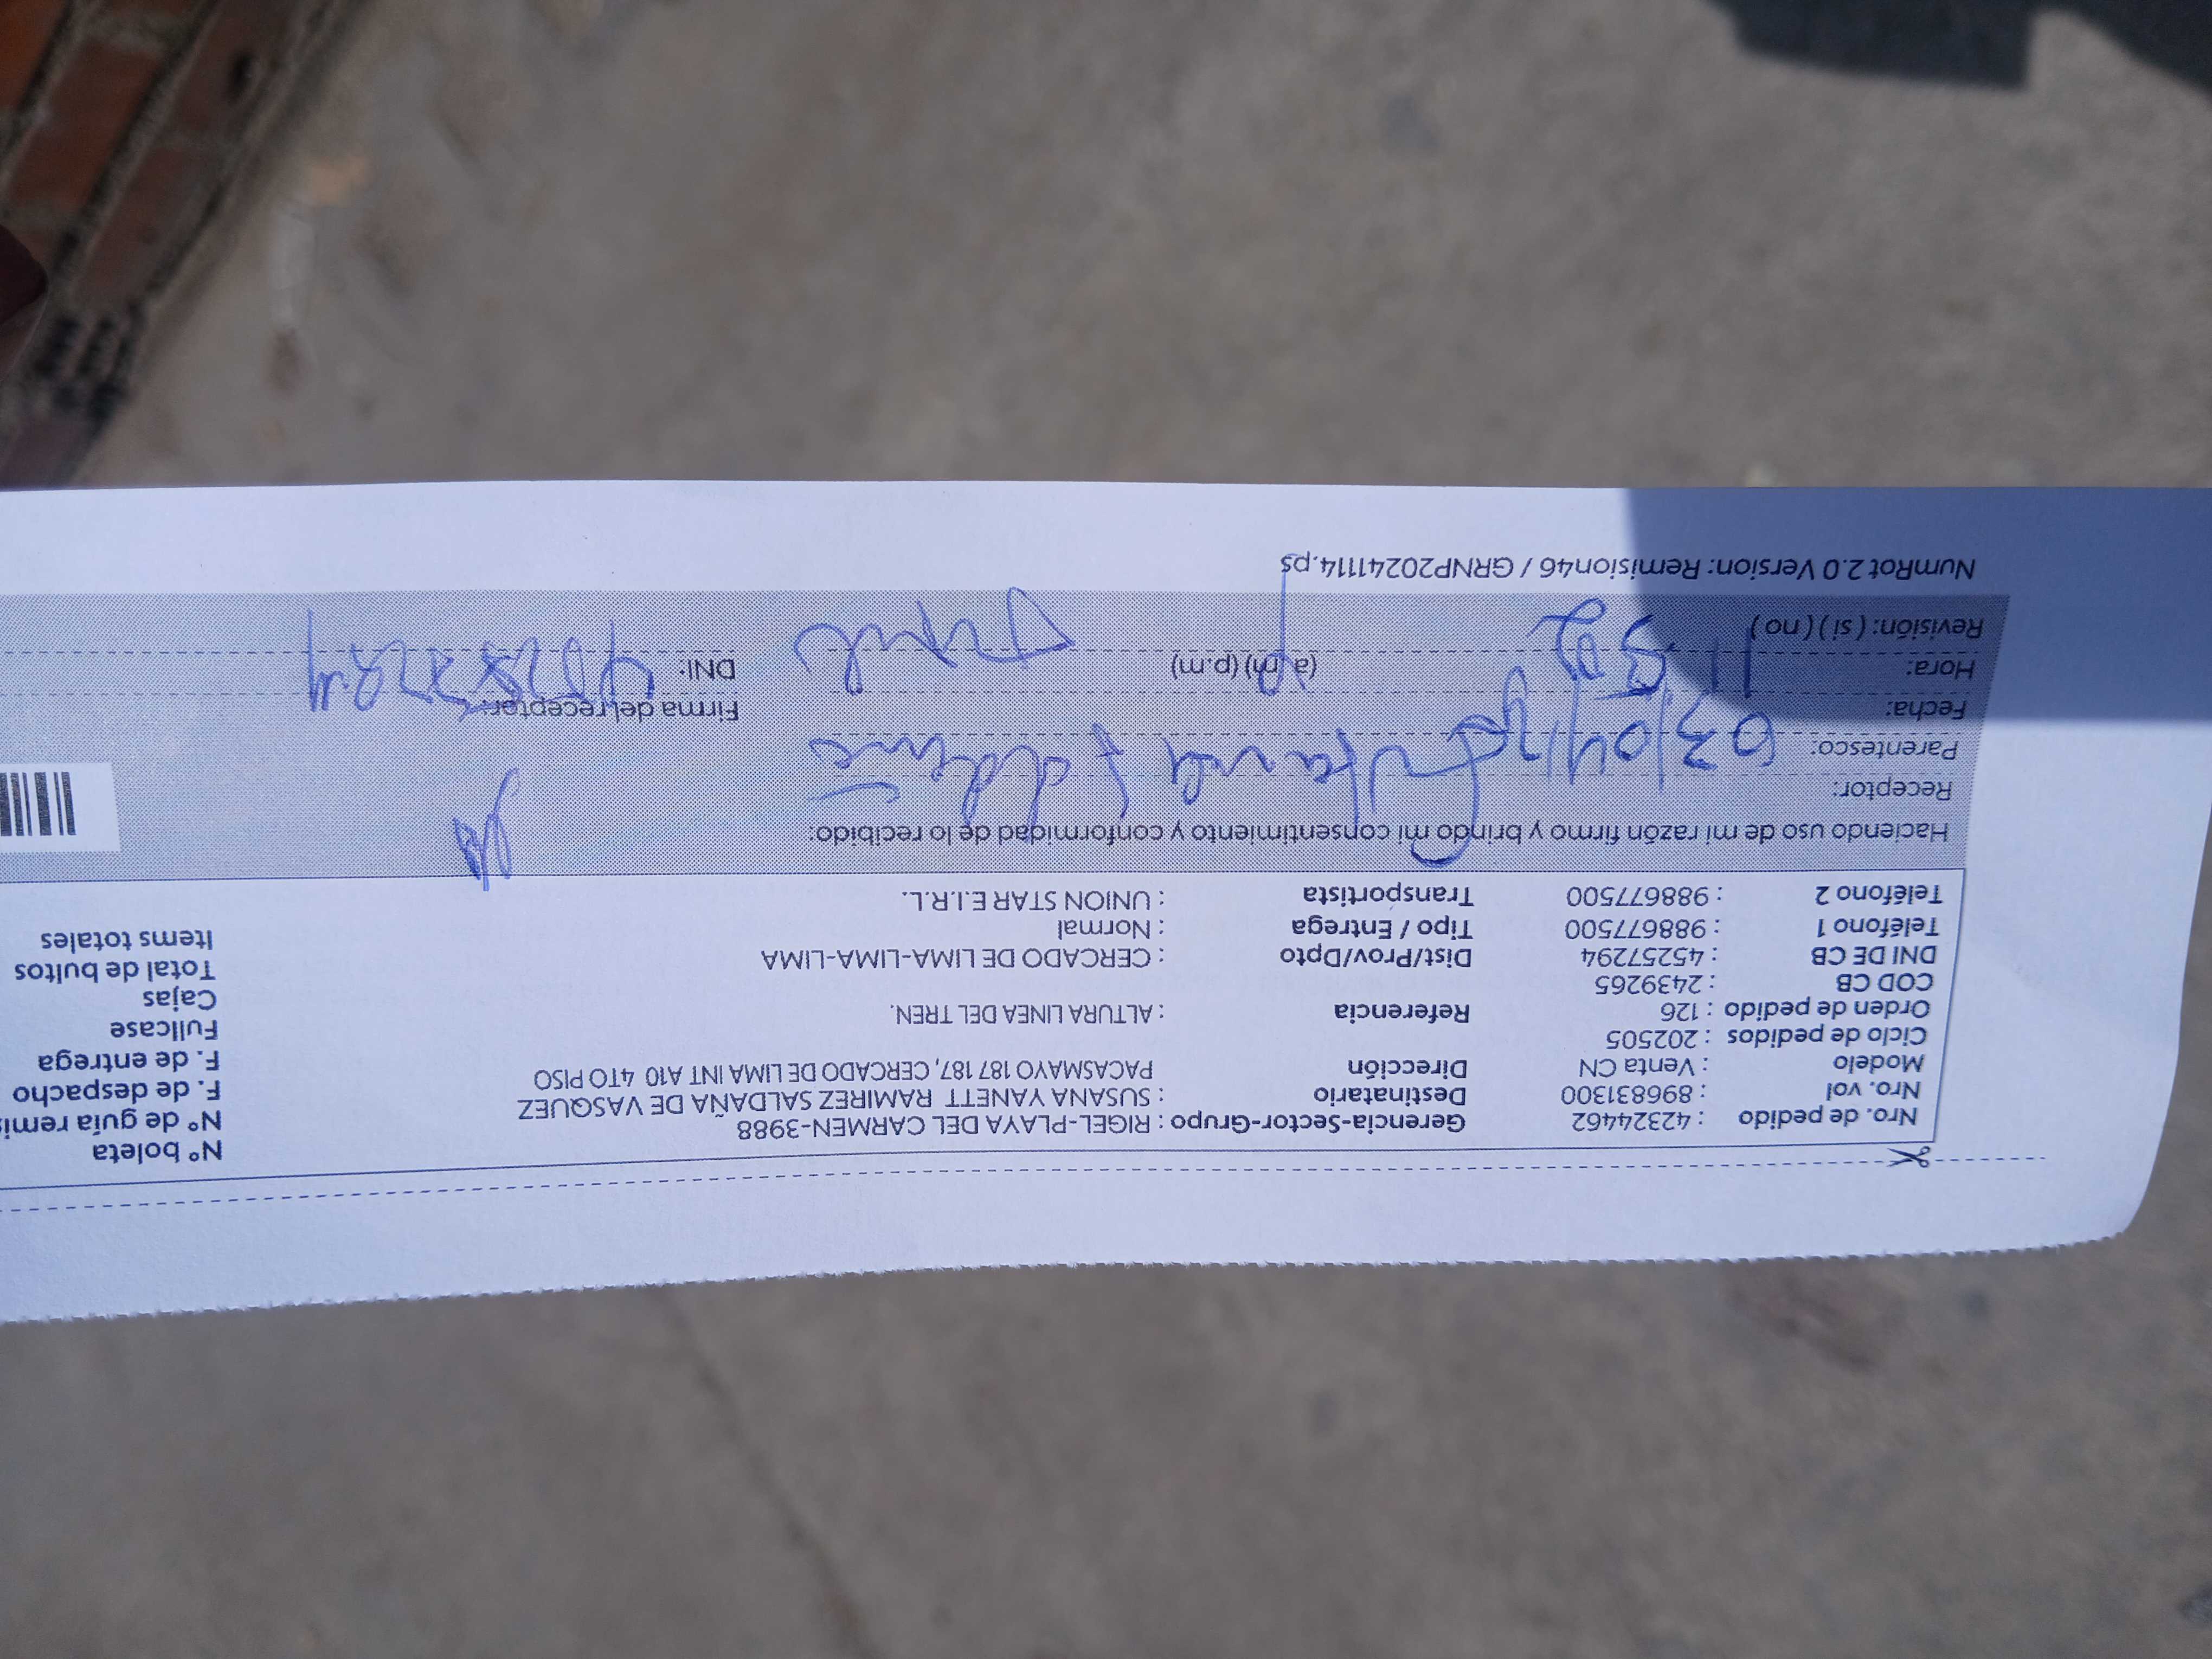 Nº boleta
Nro. de pedido : 42324462 Gerencia-Sector-Grupo : RIGEL-PLAYA DEL CARMEN-3988 Nº de guía remi
Nro. vol : 896831300 Destinatario : SUSANA YANETT RAMIREZ SALDAÑA DE VASQUEZ F. de despacho
Modelo : Venta CN Dirección PACASMAYO 187 187, CERCADO DE LIMA INT A10 4TO PISO F. de entrega
Ciclo de pedidos : 202505 Fullcase
Orden de pedido : 126 Referencia : ALTURA LINEA DEL TREN. Cajas
COD CB : 2439265 Total de bultos
DNI DE CB : 45257294 Dist/Prov/Dpto : CERCADO DE LIMA-LIMA-LIMA Items totales
Teléfono 1 : 988677500 Tipo / Entrega : Normal
Teléfono 2 : 988677500 Transportista : UNION STAR E.I.R.L.
Haciendo uso de mi razón firmo y brindo mi consentimiento y conformidad de lo recibido:
Receptor:
Parentesco:
Fecha: 03/04/ Firma del receptor:
Hora: 11 (a.m) (p.m) DNI:
Revisión: ( si ) ( no )
NumRot 2.0 Version: Remision46 / GRNP20241114.ps